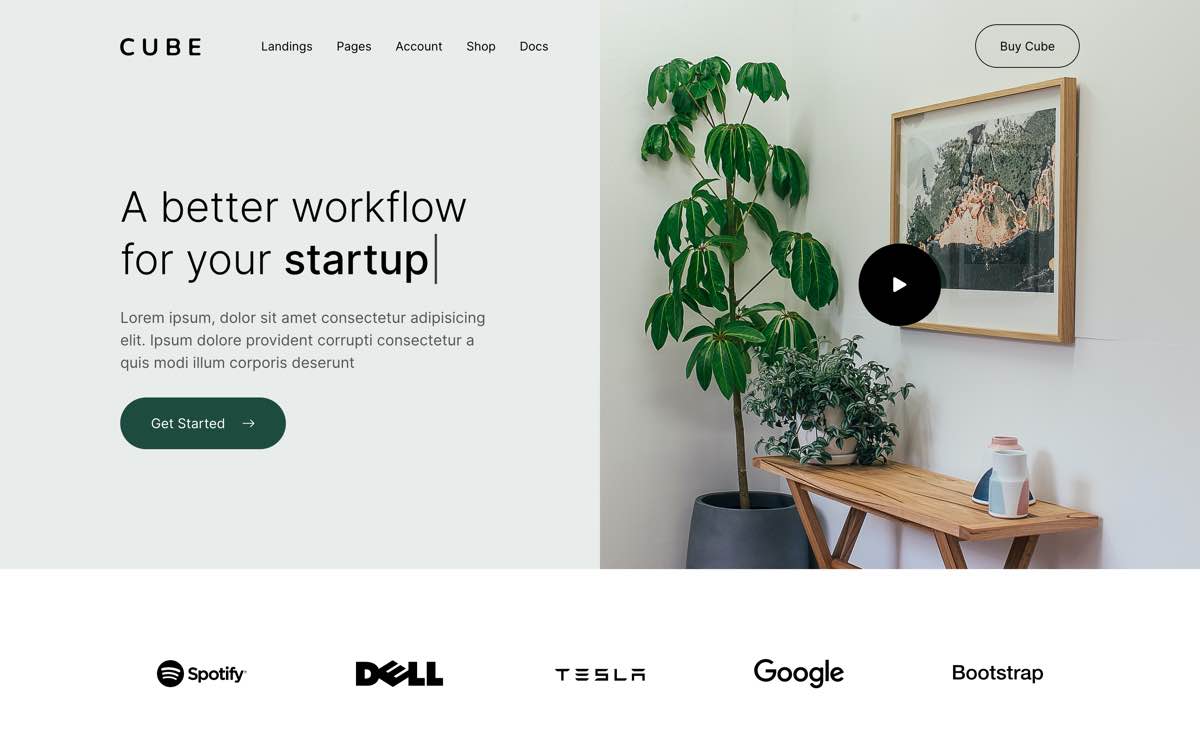 CUBE
Landings Pages Account Shop Docs
Buy Cube
A better workflow
for your startup
Lorem ipsum, dolor sit amet consectetur adipisicing
elit. Ipsum dolore provident corrupti consectetur a
quis modi illum corporis deserunt
Get Started →
Spotify
DELL
TESLA
Google
Bootstrap